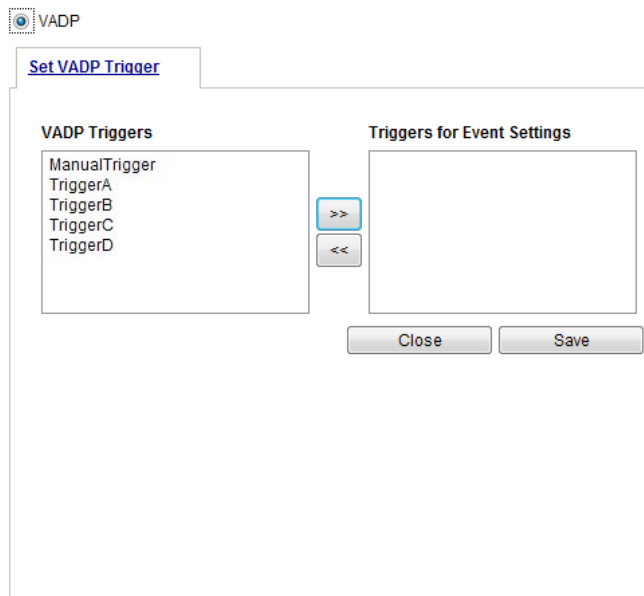 VADP
Set VADP Trigger
VADP Triggers
Triggers for Event Settings
ManualTrigger
TriggerA
TriggerB
TriggerC
TriggerD
>>
<<
Close
Save